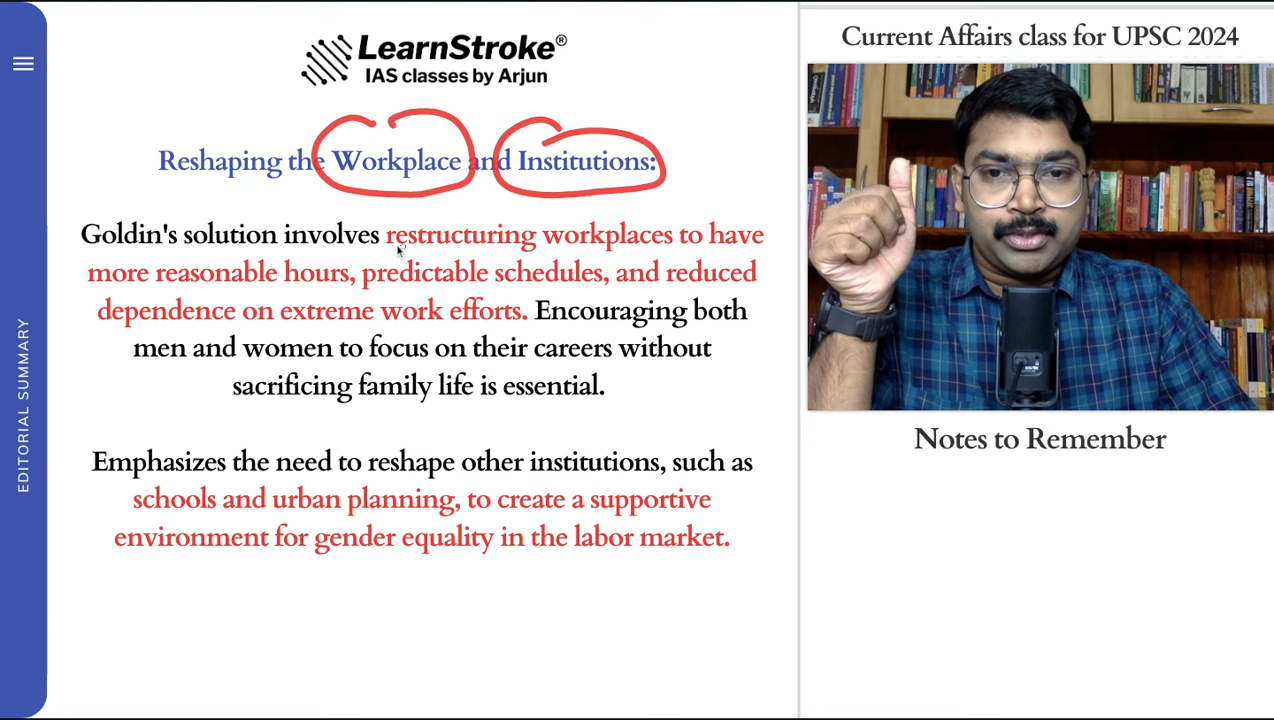 LearnStroke®
IAS classes by Arjun
Reshaping the Workplace and Institutions:
Goldin's solution involves restructuring workplaces to have
more reasonable hours, predictable schedules, and reduced
dependence on extreme work efforts. Encouraging both
men and women to focus on their careers without
sacrificing family life is essential.
Emphasizes the need to reshape other institutions, such as
schools and urban planning, to create a supportive
environment for gender equality in the labor market.
EDITORIAL SUMMARY
Current Affairs class for UPSC 2024
Notes to Remember